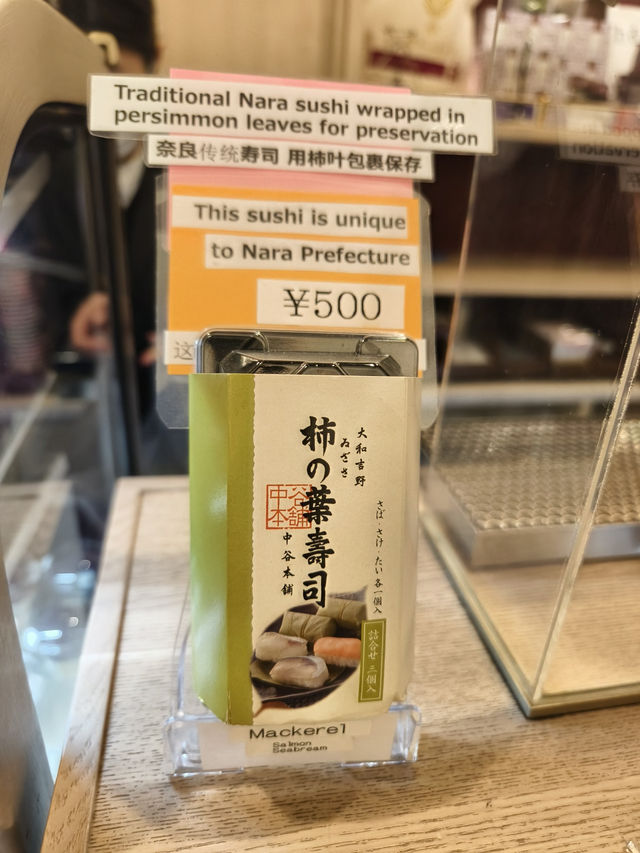 Traditional Nara sushi wrapped in
persimmon leaves for preservation
奈良传统寿司 用柿叶包裹保存
This sushi is unique
to Nara Prefecture
¥500
这
大和吉野
ゐざさ
柿の葉壽司
中谷本舗
中谷本舗
さば・さけ・たい 各一個入
詰合せ 三個入
Mackerel
Salmon
Seabream